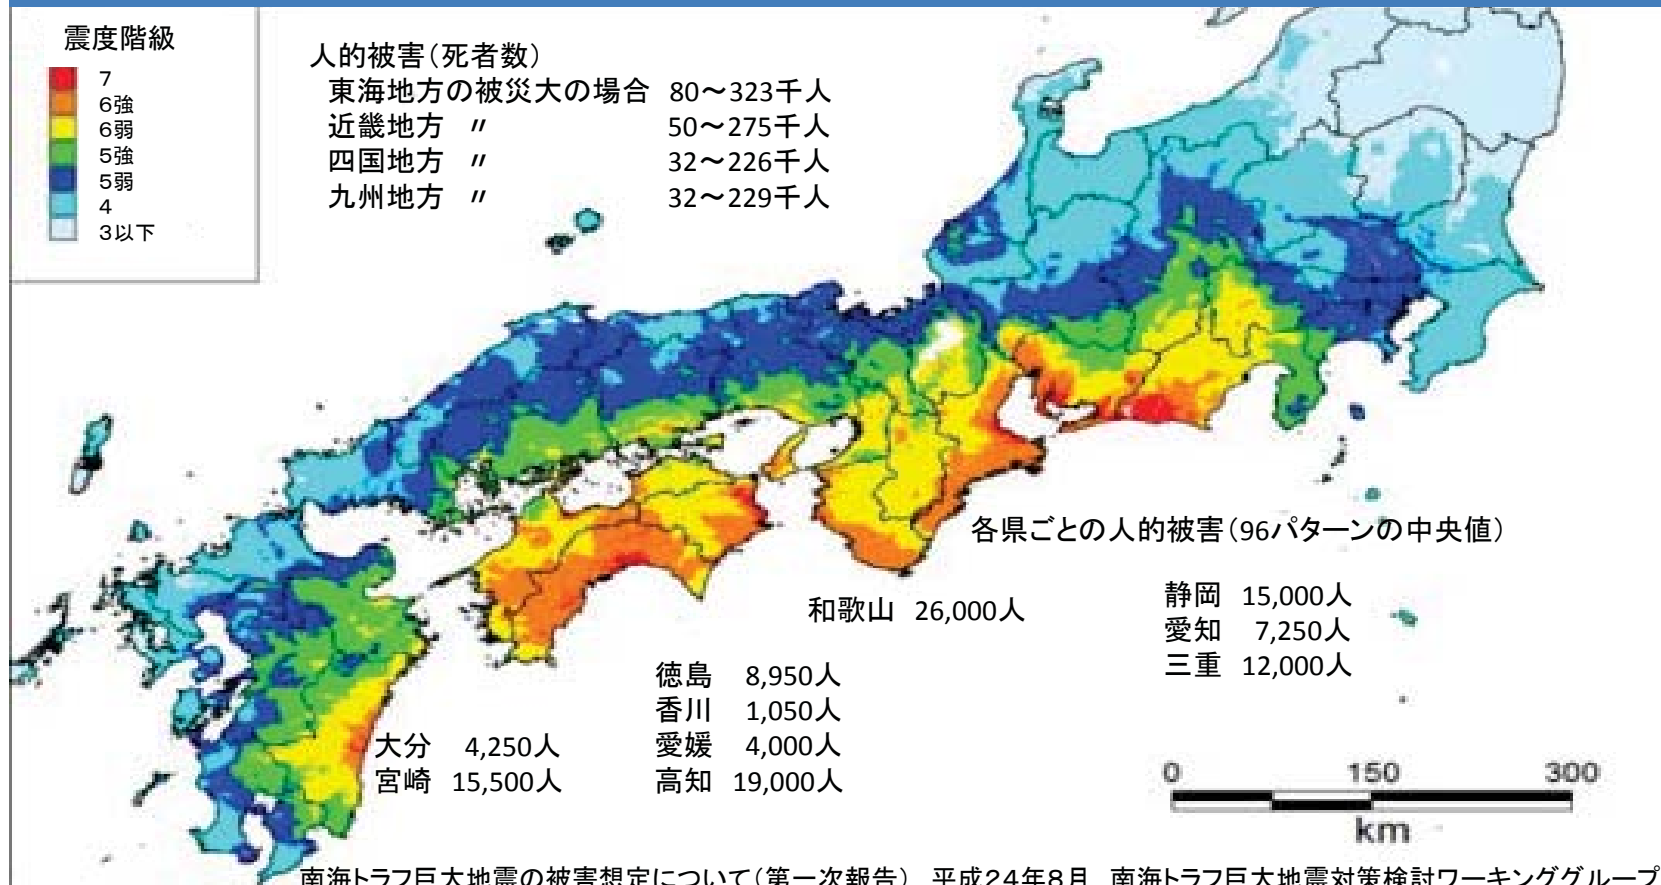 震度階級
7
6強
6弱
5強
5弱
4
3以下
人的被害(死者数)
東海地方の被災大の場合 80～323千人
近畿地方 〃 50～275千人
四国地方 〃 32～226千人
九州地方 〃 32～229千人
各県ごとの人的被害(96パターンの中央値)
静岡 15,000人
愛知 7,250人
三重 12,000人
和歌山 26,000人
徳島 8,950人
香川 1,050人
愛媛 4,000人
高知 19,000人
大分 4,250人
宮崎 15,500人
0 150 300
km
南海トラフ巨大地震の被害想定について(第一次報告) 平成24年8月 南海トラフ巨大地震対策検討ワーキンググループ